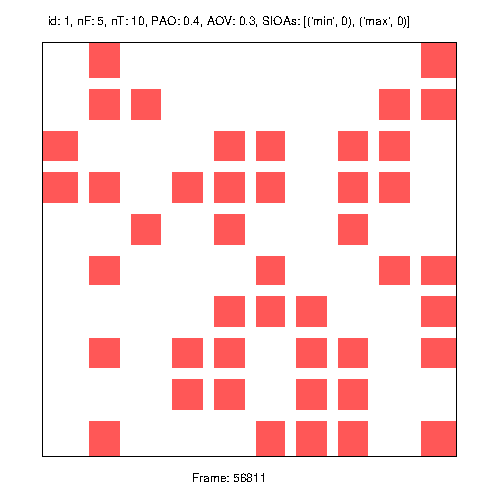 id: 1, nF: 5, nT: 10, PAO: 0.4, AOV: 0.3, SIOAs: [('min', 0), ('max', 0)]
Frame: 56811